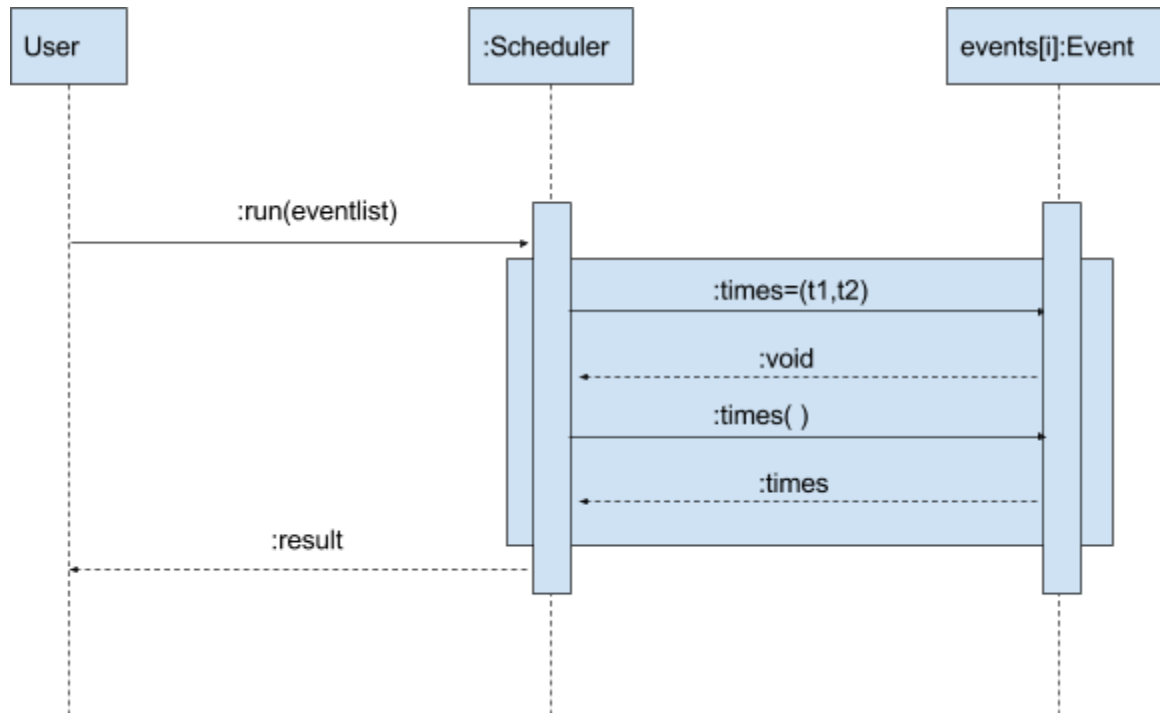 User
:Scheduler
events[i]:Event
:run(eventlist)
:times=(t1,t2)
:void
:times( )
:times
:result